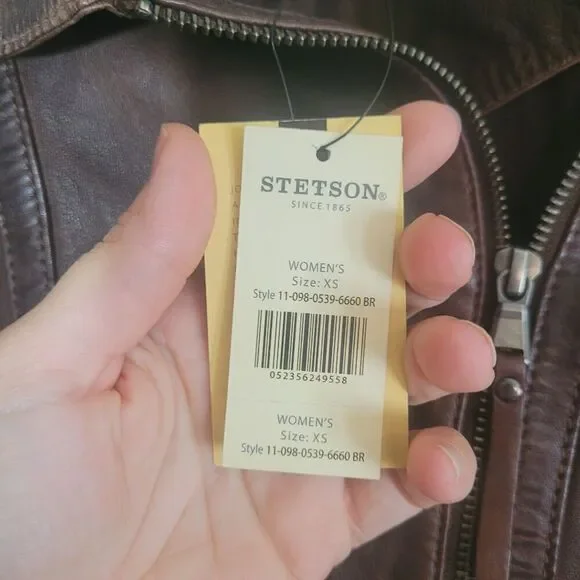 STETSON®
SINCE 1865
WOMEN'S
Size: XS
Style 11-098-0539-6660 BR
052356249558
WOMEN'S
Size: XS
Style 11-098-0539-6660 BR